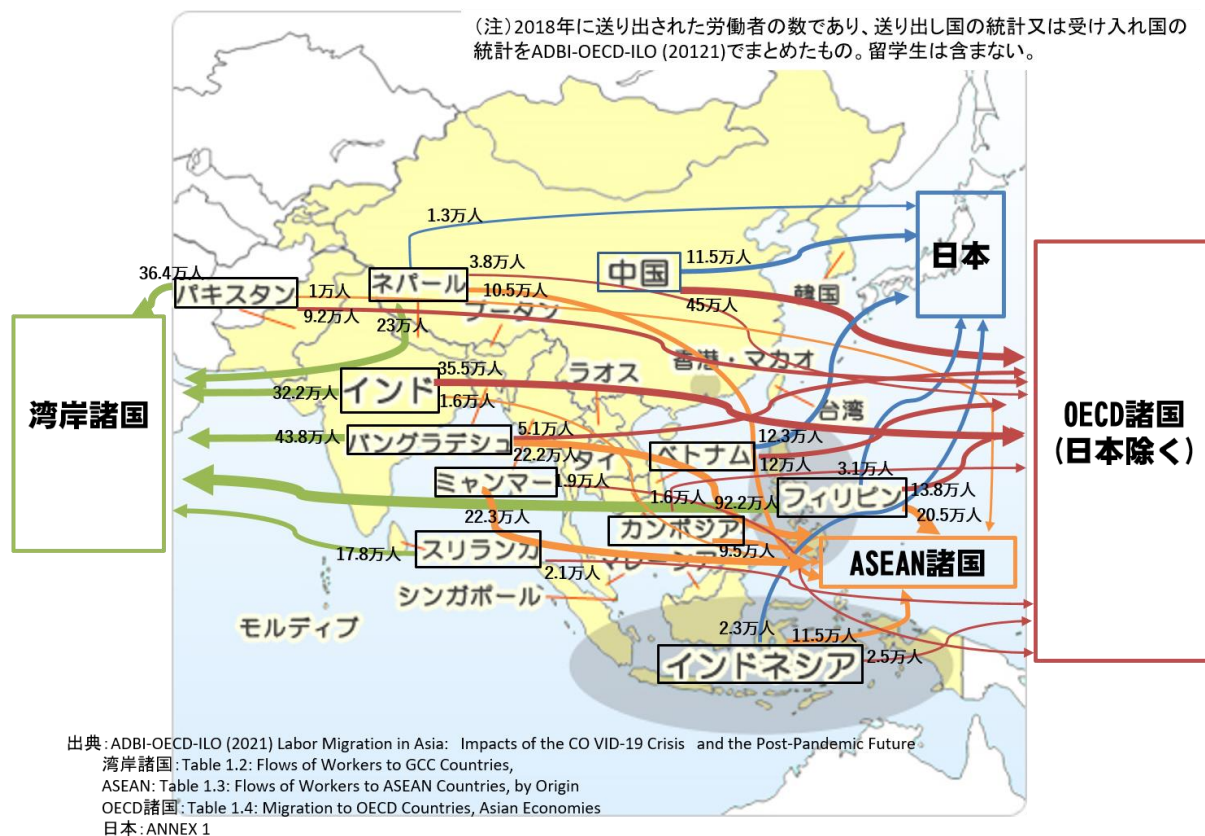 (注)2018年に送り出された労働者の数であり、送り出し国の統計又は受け入れ国の
統計をADBI-OECD-ILO (20121)でまとめたもの。留学生は含まない。
1.3万人
日本
11.5万人
中国
3.8万人
36.4万人
ネパール
パキスタン
1万人
10.5万人
韓国
45万人
9.2万人
23万人
ブータン
香港・マカオ
35.5万人
ラオス
インド
32.2万人
1.6万人
台湾
湾岸諸国
OECD諸国
(日本除く)
5.1万人
43.8万人
バングラデシュ
12.3万人
22.2万人
タイ
ベトナム
12万人
3.1万人
ミャンマー
1.9万人
1.6万人
92.2万人
フィリピン
13.8万人
22.3万人
カンボジア
20.5万人
17.8万人
スリランカ
9.5万人
マレーシア
ASEAN諸国
2.1万人
シンガポール
モルディブ
2.3万人
11.5万人
インドネシア
2.5万人
出典:ADBI-OECD-ILO (2021) Labor Migration in Asia: Impacts of the CO VID-19 Crisis and the Post-Pandemic Future
湾岸諸国:Table 1.2: Flows of Workers to GCC Countries,
ASEAN: Table 1.3: Flows of Workers to ASEAN Countries, by Origin
OECD諸国:Table 1.4: Migration to OECD Countries, Asian Economies
日本:ANNEX 1